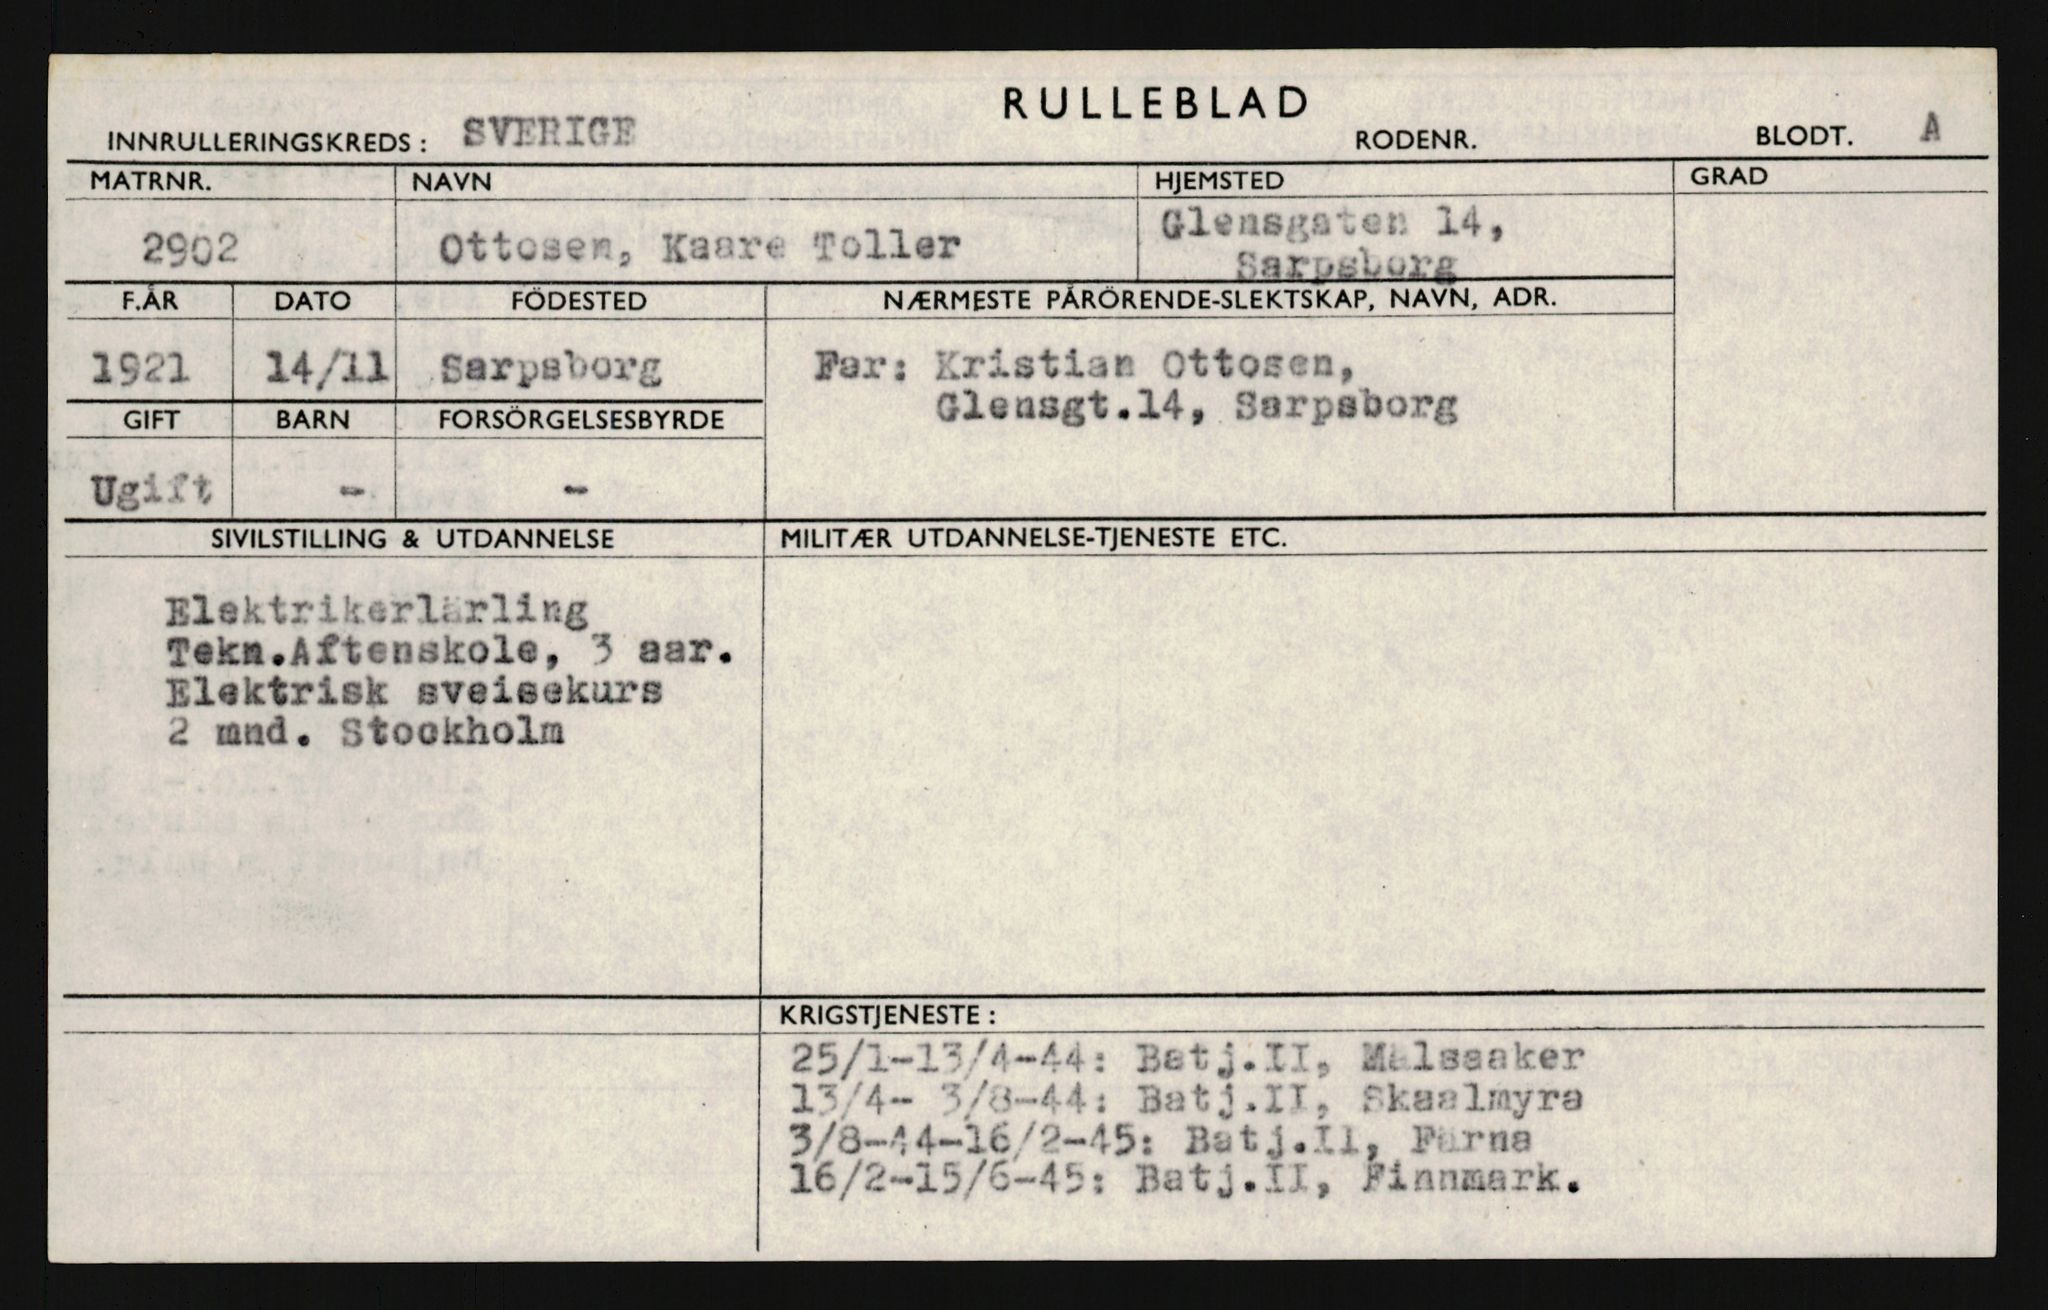 RULLEBLAD
INNRULLERINGSKREDS: SVERIGE RODENR. BLODT. A
MATRNR. NAVN HJEMSTED GRAD
2902 Ottosen, Kaare Toller Glensgaten 14,
Sarpsborg
F.ÅR DATO FÖDESTED NÆRMESTE PÅRÖRENDE-SLEKTSKAP, NAVN, ADR.
1921 14/11 Sarpsborg Far: Kristian Ottosen,
Glensgt.14, Sarpsborg
GIFT BARN FORSÖRGELSESBYRDE
Ugift - -
SIVILSTILLING & UTDANNELSE MILITÆR UTDANNELSE-TJENESTE ETC.
Elektrikerlärling
Tekn.Aftenskole, 3 aar.
Elektrisk sveisekurs
2 mnd. Stockholm
KRIGSTJENESTE:
25/1-13/4-44: Batj.II, Mälsaaker
13/4- 3/8-44: Batj.II, Skaalmyra
3/8-44-16/2-45: Batj.II, Färna
16/2-15/6-45: Batj.II, Finnmark.